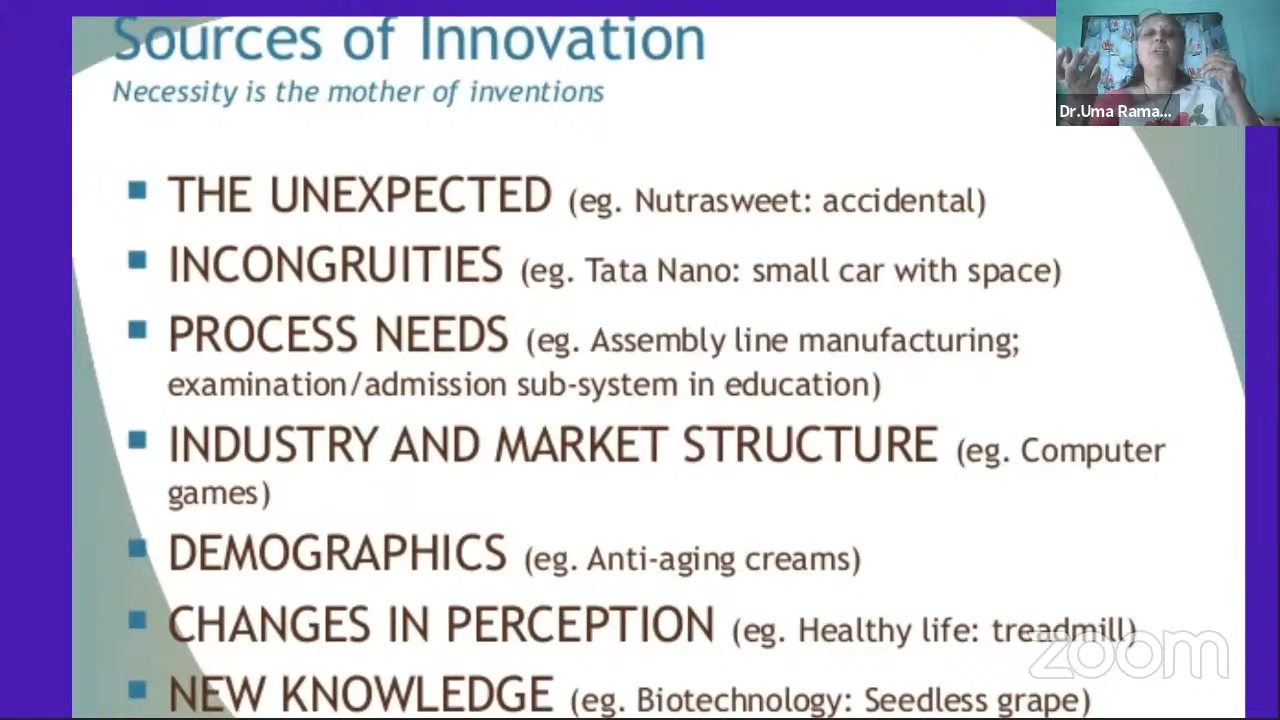 Sources of Innovation
Necessity is the mother of inventions
Dr.Uma Rama...
THE UNEXPECTED (eg. Nutrasweet: accidental)
INCONGRUITIES (eg. Tata Nano: small car with space)
PROCESS NEEDS (eg. Assembly line manufacturing;
examination/admission sub-system in education)
INDUSTRY AND MARKET STRUCTURE (eg. Computer
games)
DEMOGRAPHICS (eg. Anti-aging creams)
CHANGES IN PERCEPTION (eg. Healthy life: treadmill)
zoom
NEW KNOWLEDGE (eg. Biotechnology: Seedless grape)